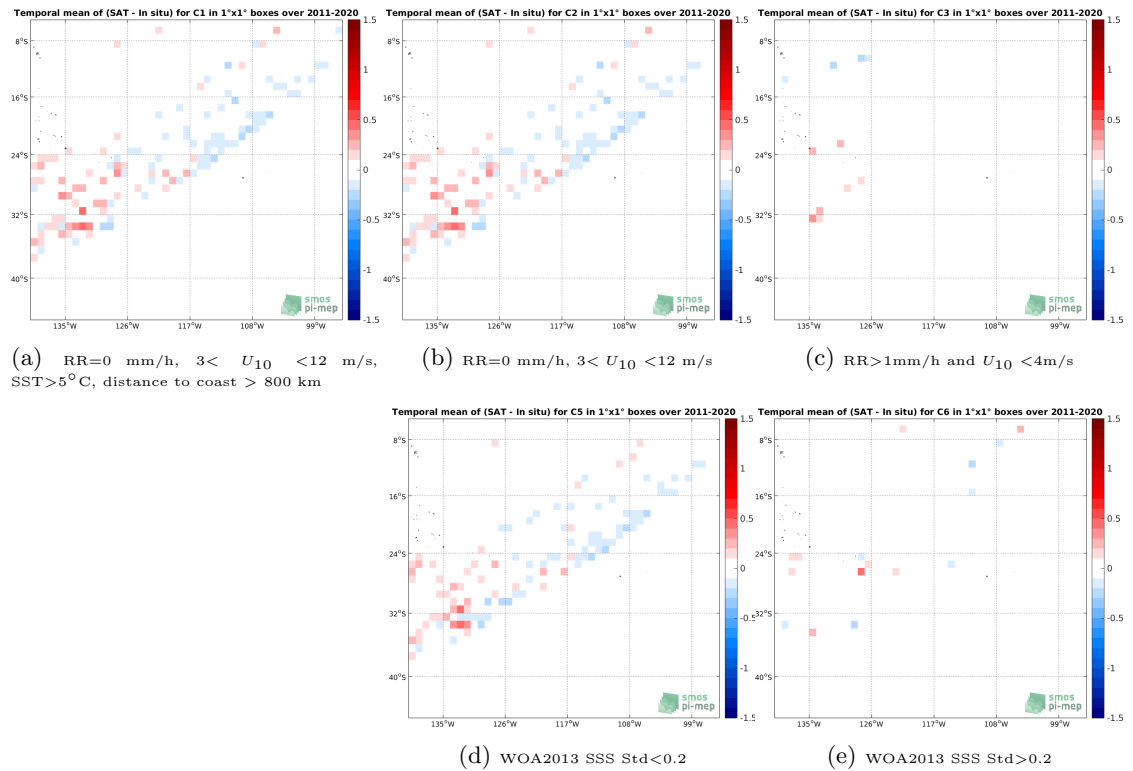 Temporal mean of (SAT - In situ) for C1 in 1°x1° boxes over 2011-2020
8°S
16°S
24°S
32°S
40°S
135°W 126°W 117°W 108°W 99°W
1.5
1
0.5
0
-0.5
-1
-1.5
smos
pi-mep
(a) RR=0 mm/h, 3< U10 <12 m/s,
SST>5°C, distance to coast > 800 km
Temporal mean of (SAT - In situ) for C2 in 1°x1° boxes over 2011-2020
8°S
16°S
24°S
32°S
40°S
135°W 126°W 117°W 108°W 99°W
1.5
1
0.5
0
-0.5
-1
-1.5
smos
pi-mep
(b) RR=0 mm/h, 3< U10 <12 m/s
Temporal mean of (SAT - In situ) for C3 in 1°x1° boxes over 2011-2020
8°S
16°S
24°S
32°S
40°S
135°W 126°W 117°W 108°W 99°W
1.5
1
0.5
0
-0.5
-1
-1.5
smos
pi-mep
(c) RR>1mm/h and U10 <4m/s
Temporal mean of (SAT - In situ) for C5 in 1°x1° boxes over 2011-2020
8°S
16°S
24°S
32°S
40°S
135°W 126°W 117°W 108°W 99°W
1.5
1
0.5
0
-0.5
-1
-1.5
smos
pi-mep
(d) WOA2013 SSS Std<0.2
Temporal mean of (SAT - In situ) for C6 in 1°x1° boxes over 2011-2020
8°S
16°S
24°S
32°S
40°S
135°W 126°W 117°W 108°W 99°W
1.5
1
0.5
0
-0.5
-1
-1.5
smos
pi-mep
(e) WOA2013 SSS Std>0.2